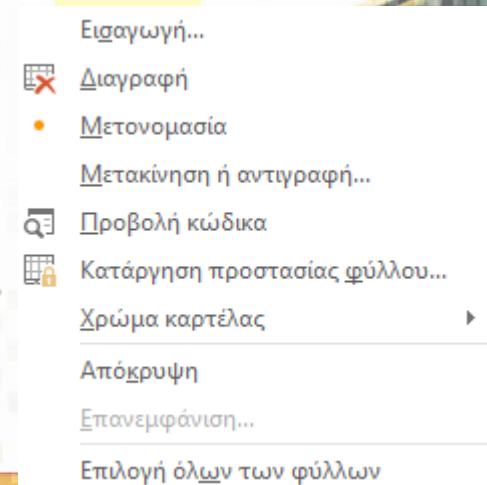 Εισαγωγή...
Διαγραφή
Μετονομασία
Μετακίνηση ή αντιγραφή...
Προβολή κώδικα
Κατάργηση προστασίας φύλλου...
Χρώμα καρτέλας
Απόκρυψη
Επανεμφάνιση...
Επιλογή όλων των φύλλων